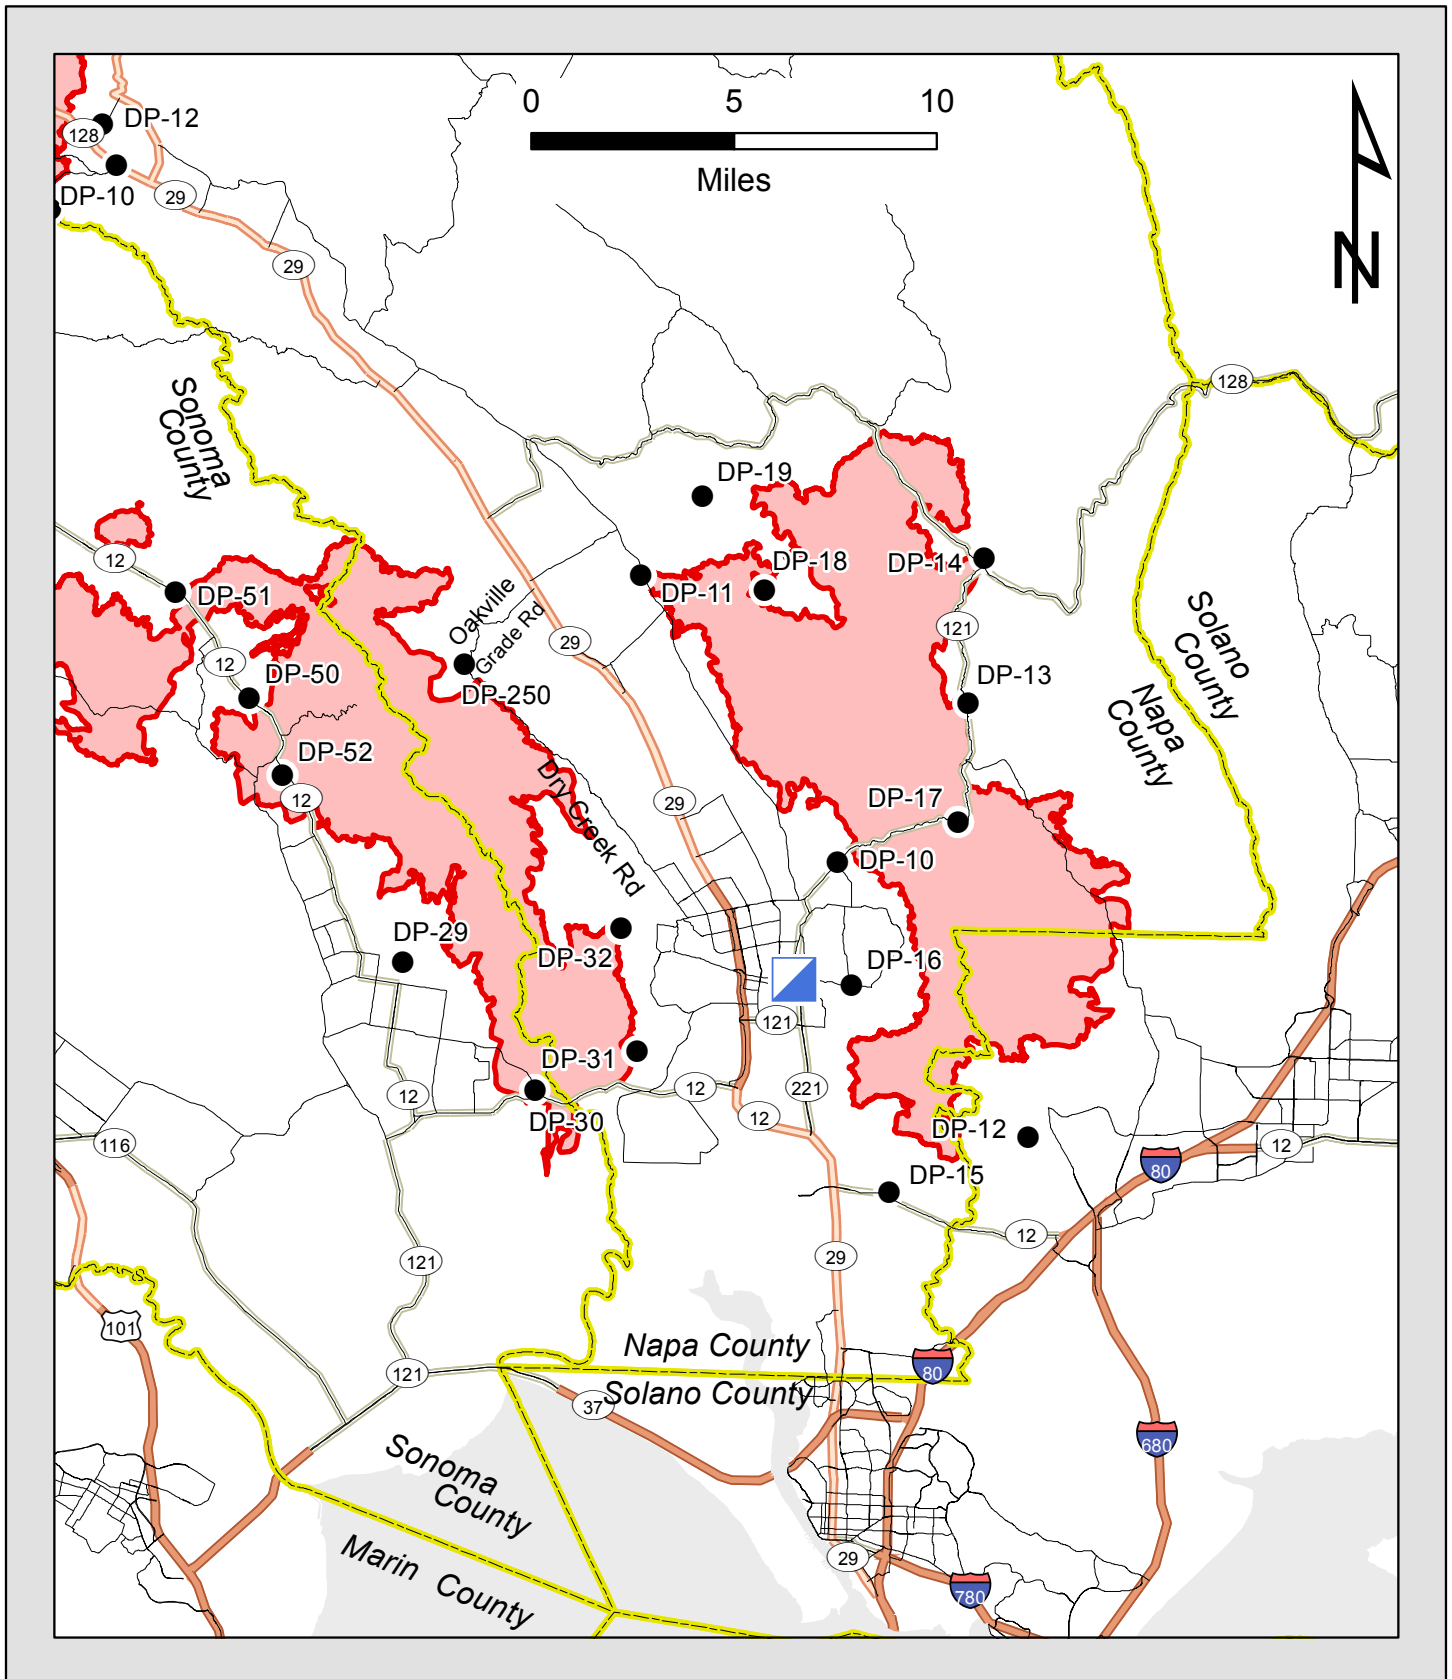 0 5 10
Miles
DP-12
128
DP-10
29
29
N
Sonoma
County
128
DP-19
12
DP-51
DP-18
DP-14
DP-11
Oakville
Grade Rd
29
121
Solano
County
12
DP-50
DP-250
DP-13
Napa
County
DP-52
12
Dry Creek Rd
29
DP-17
DP-10
DP-29
DP-32
DP-16
121
DP-31
12
12
221
12
DP-30
DP-12
116
80
12
DP-15
12
121
29
101
Napa County
80
121
37
Solano County
680
Sonoma
County
Marin County
29
780